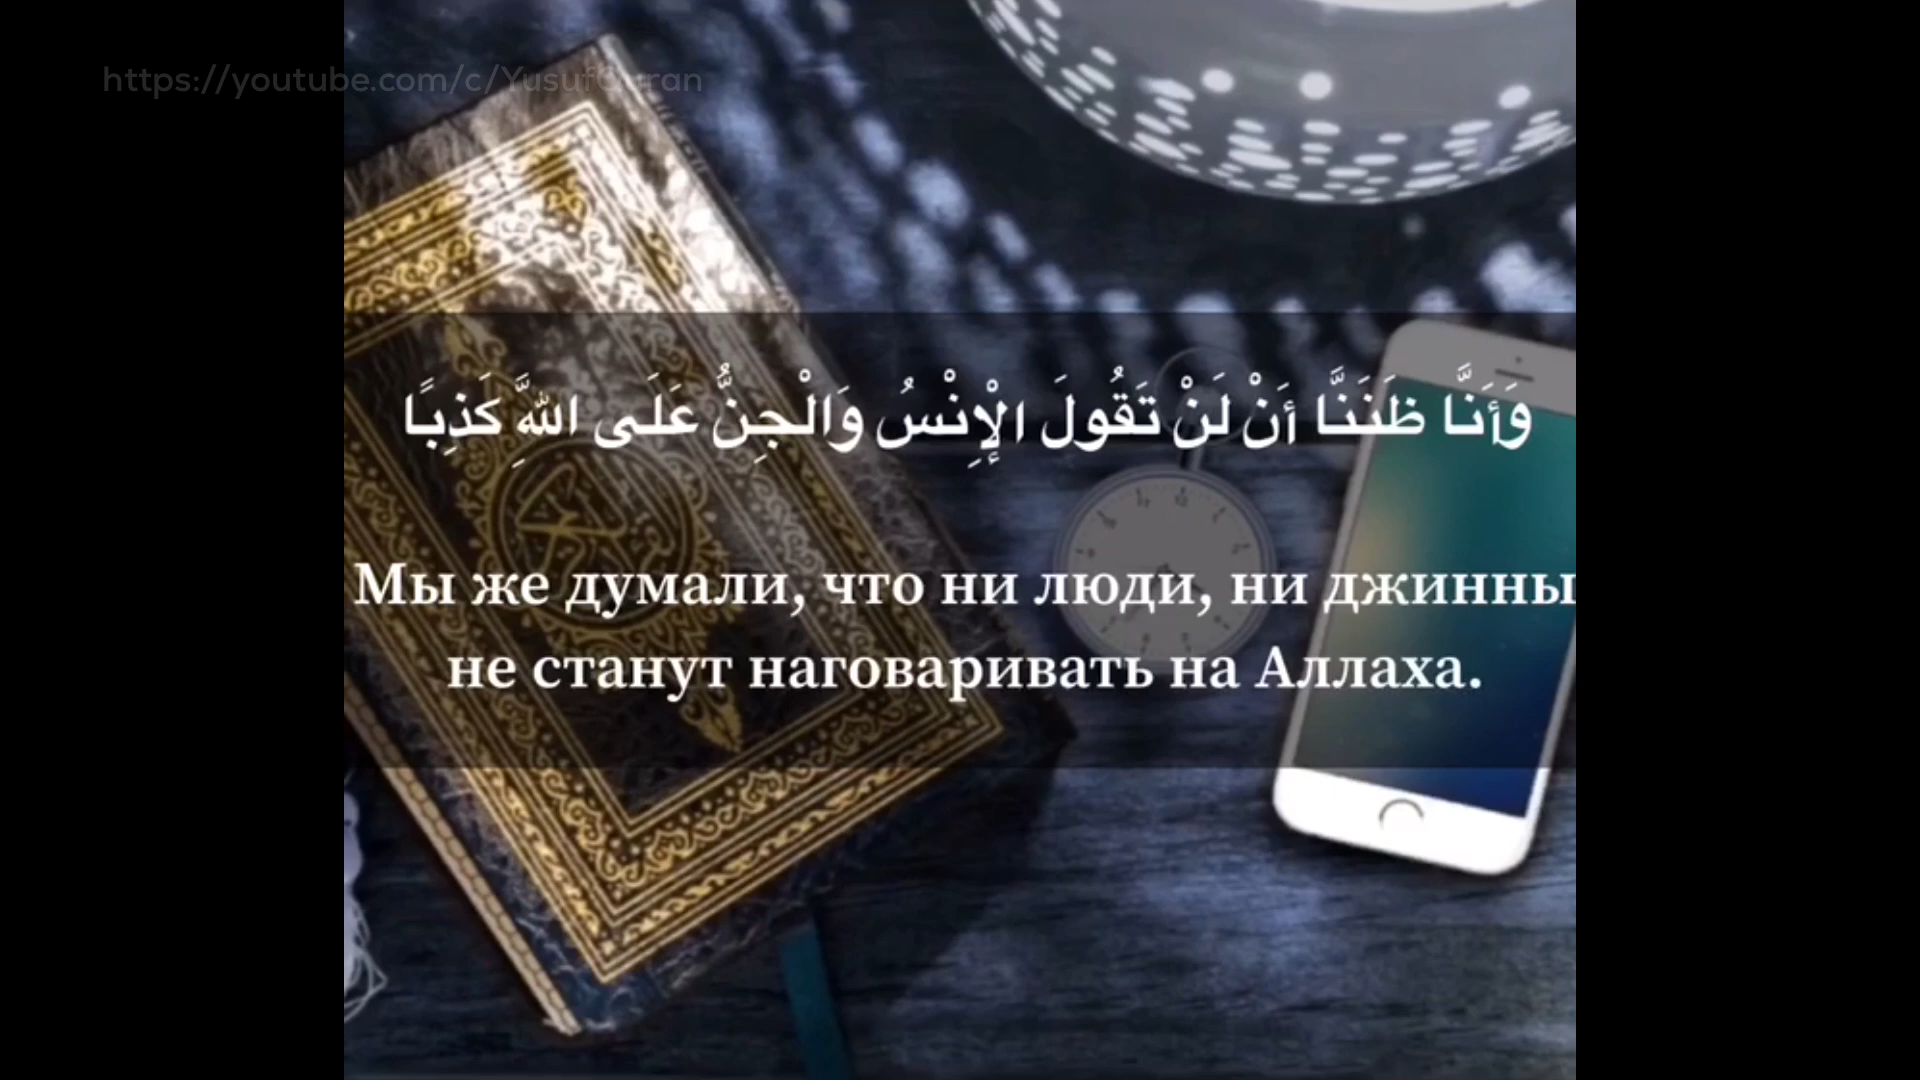 https://youtube.com/c/YusufQuran
وَأَنَّا ظَنَنَّا أَنْ لَنْ تَقُولَ الْإِنْسُ وَالْجِنُّ عَلَى اللَّهِ كَذِبًا
Мы же думали, что ни люди, ни джинны
не станут наговаривать на Аллаха.